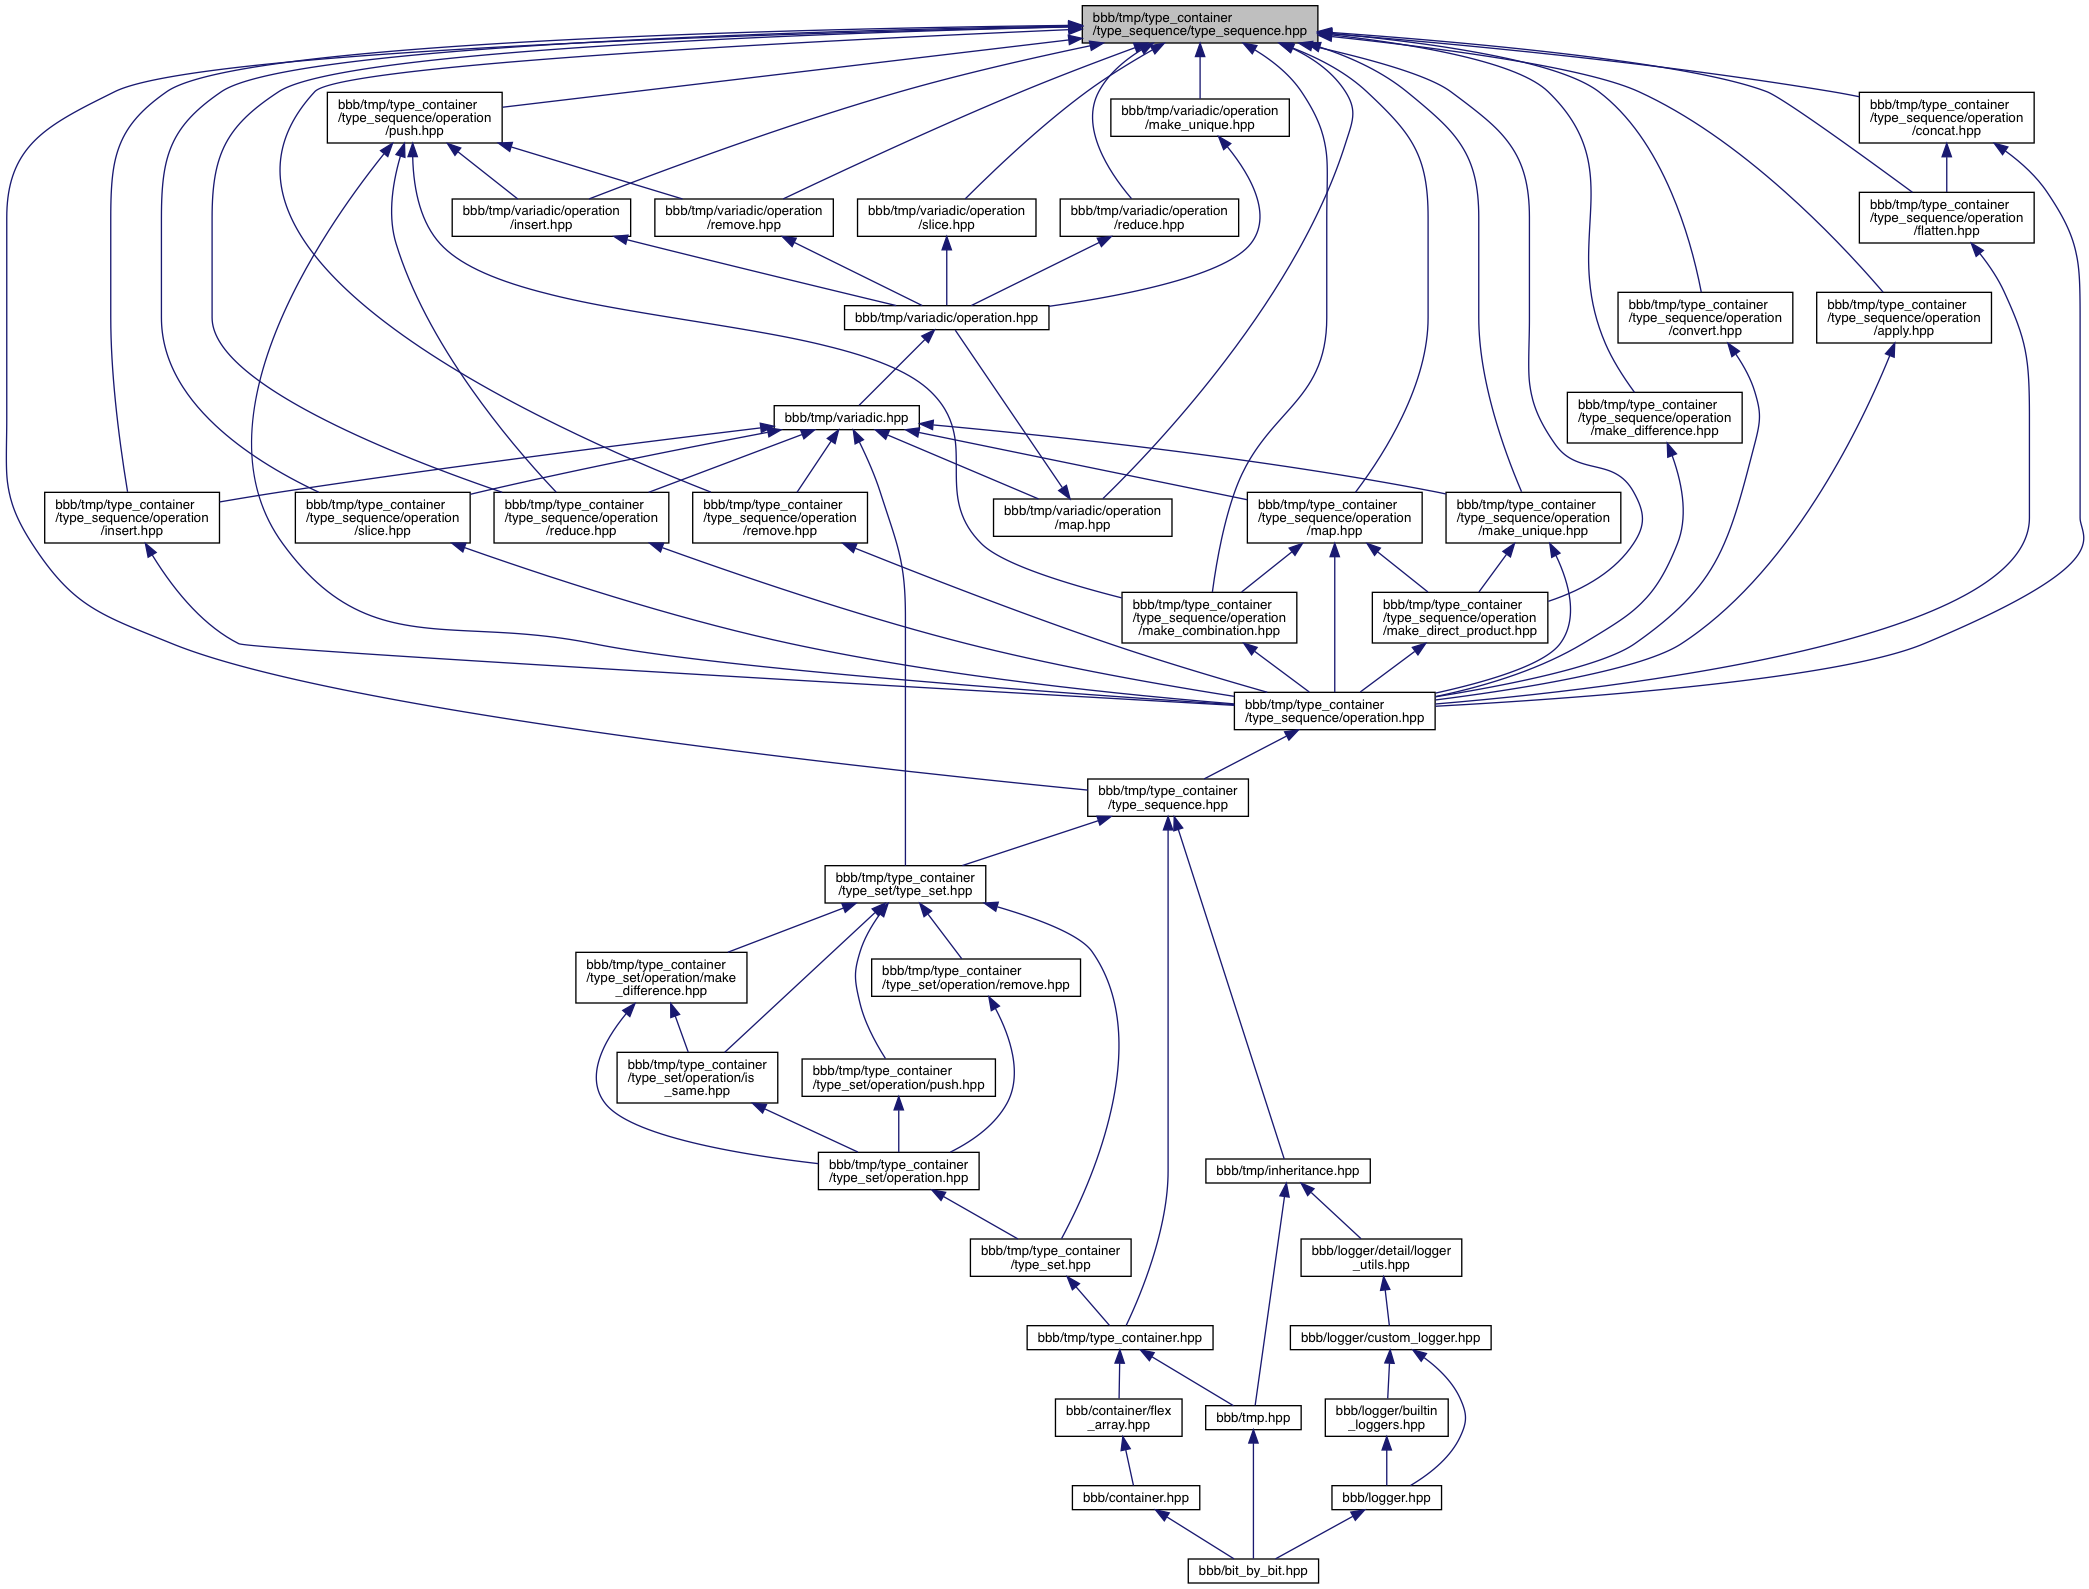 bbb/tmp/type_container
/type_sequence/type_sequence.hpp
bbb/tmp/type_container
/type_sequence/operation
/push.hpp
bbb/tmp/variadic/operation
/make_unique.hpp
bbb/tmp/type_container
/type_sequence/operation
/concat.hpp
bbb/tmp/variadic/operation
/insert.hpp
bbb/tmp/variadic/operation
/remove.hpp
bbb/tmp/variadic/operation
/slice.hpp
bbb/tmp/variadic/operation
/reduce.hpp
bbb/tmp/type_container
/type_sequence/operation
/flatten.hpp
bbb/tmp/variadic/operation.hpp
bbb/tmp/type_container
/type_sequence/operation
/convert.hpp
bbb/tmp/type_container
/type_sequence/operation
/apply.hpp
bbb/tmp/variadic.hpp
bbb/tmp/type_container
/type_sequence/operation
/make_difference.hpp
bbb/tmp/type_container
/type_sequence/operation
/insert.hpp
bbb/tmp/type_container
/type_sequence/operation
/slice.hpp
bbb/tmp/type_container
/type_sequence/operation
/reduce.hpp
bbb/tmp/type_container
/type_sequence/operation
/remove.hpp
bbb/tmp/variadic/operation
/map.hpp
bbb/tmp/type_container
/type_sequence/operation
/map.hpp
bbb/tmp/type_container
/type_sequence/operation
/make_unique.hpp
bbb/tmp/type_container
/type_sequence/operation
/make_combination.hpp
bbb/tmp/type_container
/type_sequence/operation
/make_direct_product.hpp
bbb/tmp/type_container
/type_sequence/operation.hpp
bbb/tmp/type_container
/type_sequence.hpp
bbb/tmp/type_container
/type_set/type_set.hpp
bbb/tmp/type_container
/type_set/operation/make
_difference.hpp
bbb/tmp/type_container
/type_set/operation/remove.hpp
bbb/tmp/type_container
/type_set/operation/is
_same.hpp
bbb/tmp/type_container
/type_set/operation/push.hpp
bbb/tmp/type_container
/type_set/operation.hpp
bbb/tmp/inheritance.hpp
bbb/tmp/type_container
/type_set.hpp
bbb/logger/detail/logger
_utils.hpp
bbb/tmp/type_container.hpp
bbb/logger/custom_logger.hpp
bbb/container/flex
_array.hpp
bbb/tmp.hpp
bbb/logger/builtin
_loggers.hpp
bbb/container.hpp
bbb/logger.hpp
bbb/bit_by_bit.hpp